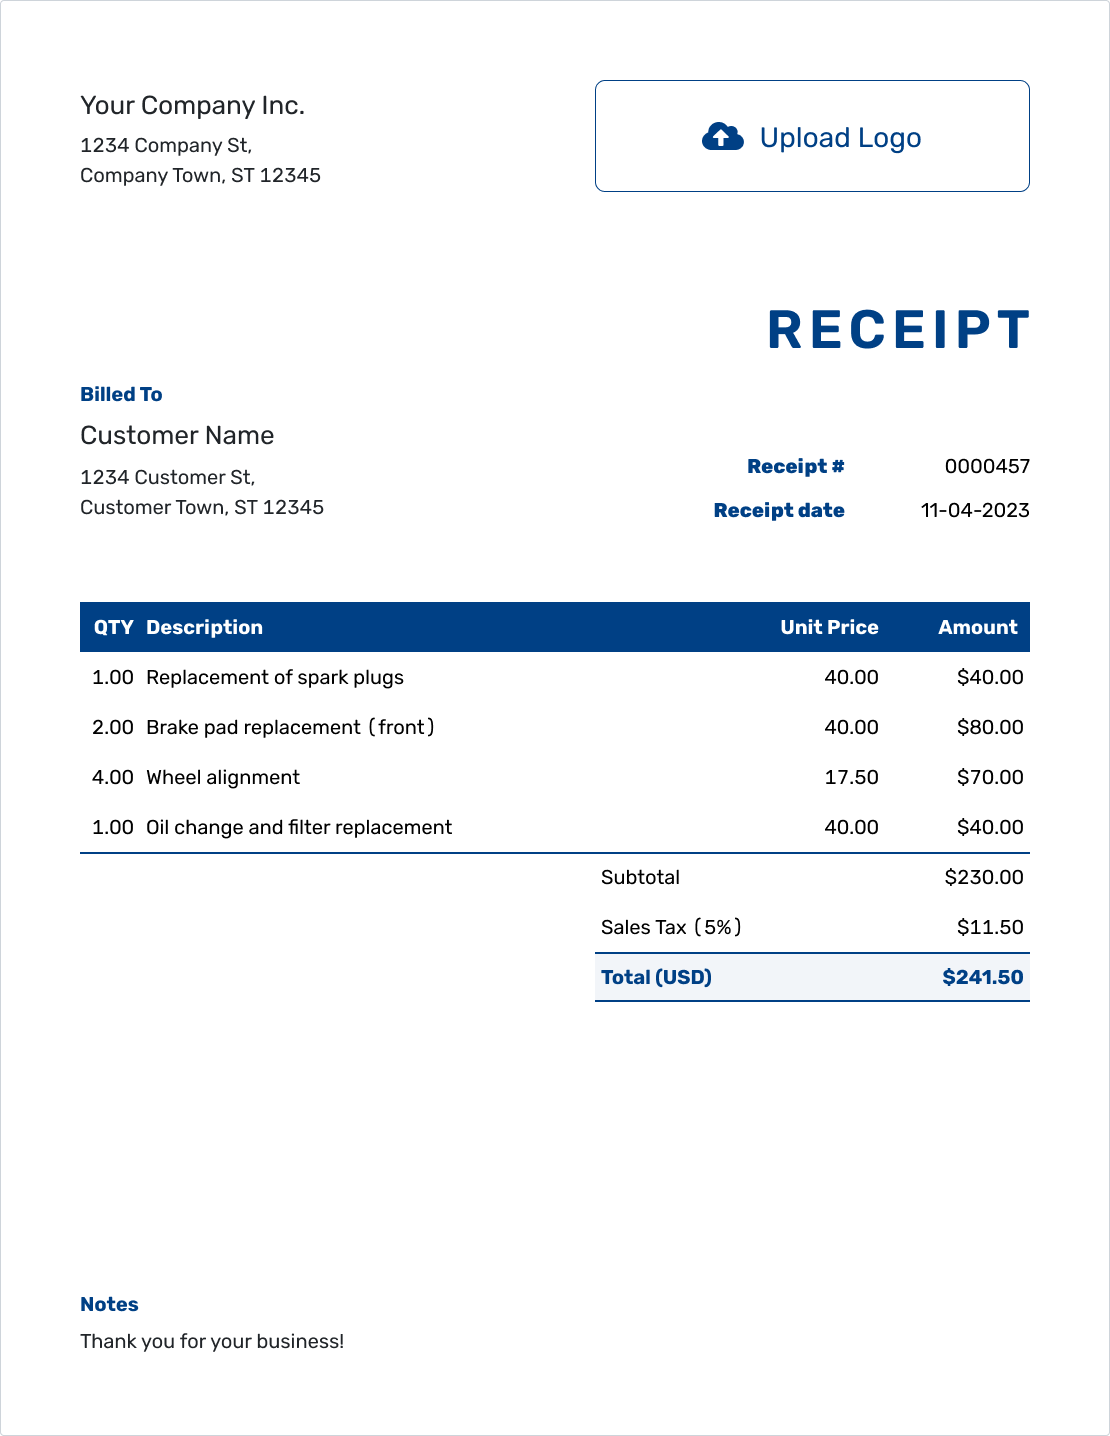 Your Company Inc.
1234 Company St,
Company Town, ST 12345
Upload Logo
RECEIPT
Billed To
Customer Name
1234 Customer St,
Customer Town, ST 12345
Receipt # 0000457
Receipt date 11-04-2023
QTY Description Unit Price Amount
1.00 Replacement of spark plugs 40.00 $40.00
2.00 Brake pad replacement (front) 40.00 $80.00
4.00 Wheel alignment 17.50 $70.00
1.00 Oil change and filter replacement 40.00 $40.00
Subtotal $230.00
Sales Tax (5%) $11.50
Total (USD) $241.50
Notes
Thank you for your business!